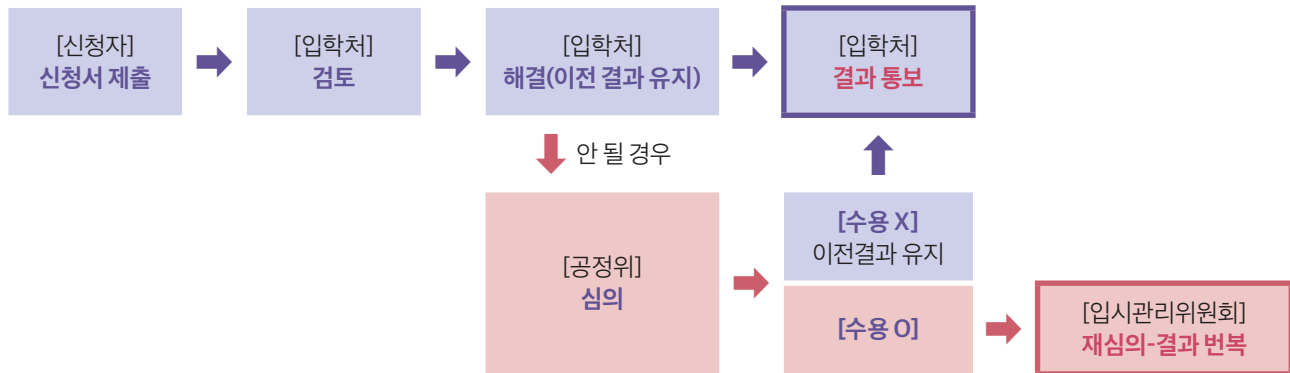 [신청자]
신청서 제출
[입학처]
검토
[입학처]
해결(이전 결과 유지)
[입학처]
결과 통보
안 될 경우
[공정위]
심의
[수용 X]
이전결과 유지
[수용 O]
[입시관리위원회]
재심의-결과 번복